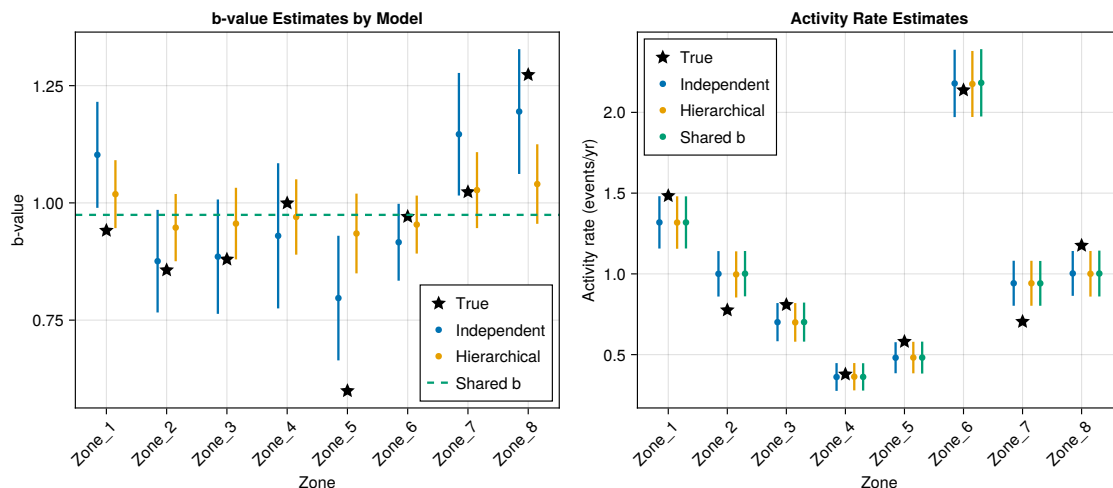 b-value Estimates by Model
b-value
1.25
1.00
0.75
True
Independent
Hierarchical
Shared b
Zone_1
Zone_2
Zone_3
Zone_4
Zone_5
Zone_6
Zone_7
Zone_8
Zone
Activity Rate Estimates
Activity rate (events/yr)
2.0
1.5
1.0
0.5
True
Independent
Hierarchical
Shared b
Zone_1
Zone_2
Zone_3
Zone_4
Zone_5
Zone_6
Zone_7
Zone_8
Zone